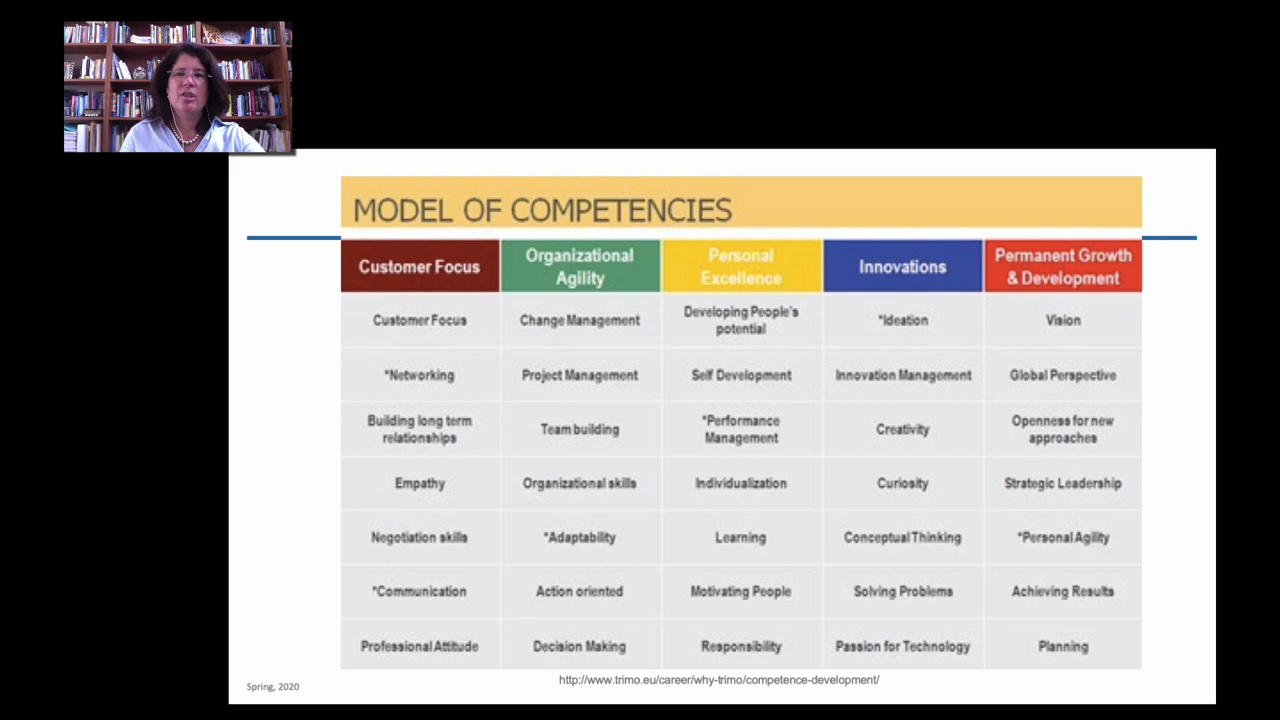 MODEL OF COMPETENCIES
Customer Focus
Organizational
Agility
Personal
Excellence
Innovations
Permanent Growth
& Development
Customer Focus
Change Management
Developing People's
potential
*Ideation
Vision
*Networking
Project Management
Self Development
Innovation Management
Global Perspective
Building long term
relationships
Team building
*Performance
Management
Creativity
Openness for new
approaches
Empathy
Organizational skills
Individualization
Curiosity
Strategic Leadership
Negotiation skills
*Adaptability
Learning
Conceptual Thinking
*Personal Agility
*Communication
Action oriented
Motivating People
Solving Problems
Achieving Results
Professional Attitude
Decision Making
Responsibility
Passion for Technology
Planning
http://www.trimo.eu/career/why-trimo/competence-development/
Spring, 2020